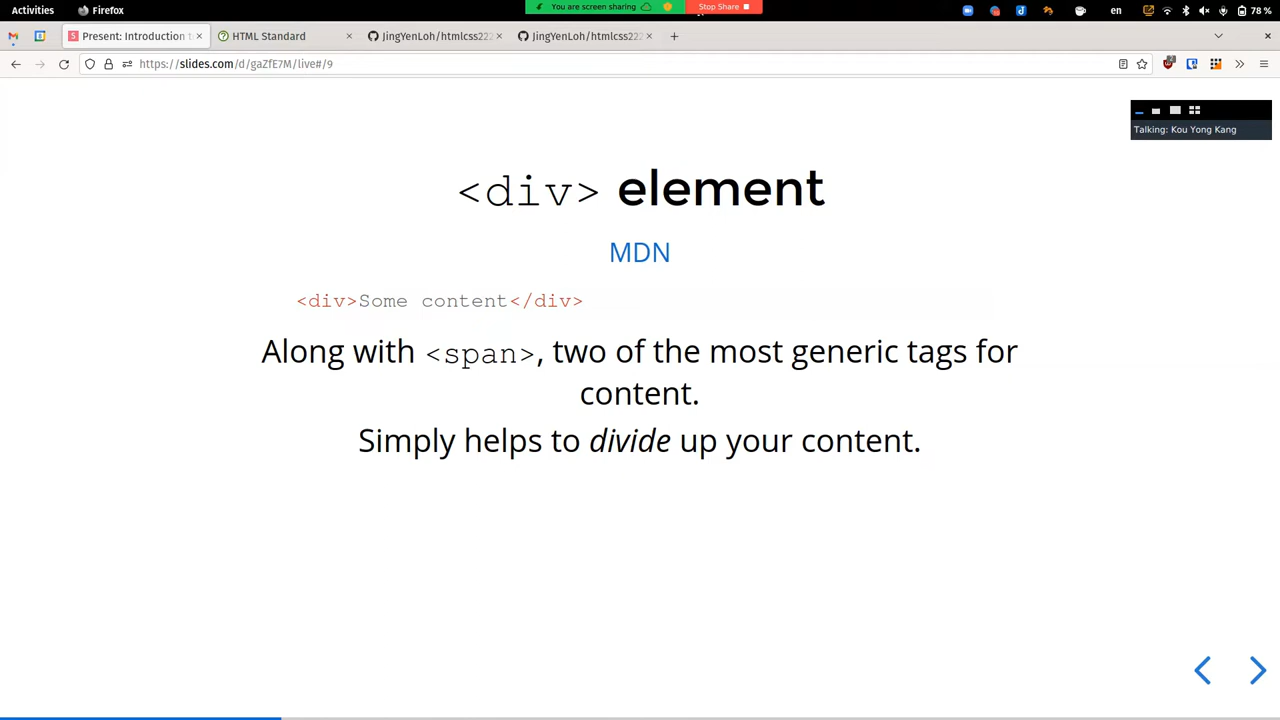 Activities
Firefox
You are screen sharing
Stop Share
en
78 %
Present: Introduction t
HTML Standard
JingYenLoh/htmlcss222
JingYenLoh/htmlcss222
https://slides.com/d/gaZfE7M/live#/9
Talking: Kou Yong Kang
<div> element
MDN
<div>Some content</div>
Along with <span>, two of the most generic tags for
content.
Simply helps to divide up your content.